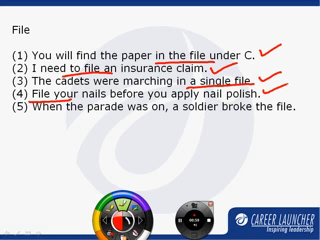 File
(1) You will find the paper in the file under C.
(2) I need to file an insurance claim.
(3) The cadets were marching in a single file.
(4) File your nails before you apply nail polish.
(5) When the parade was on, a soldier broke the file.
CAREER LAUNCHER
Inspiring leadership